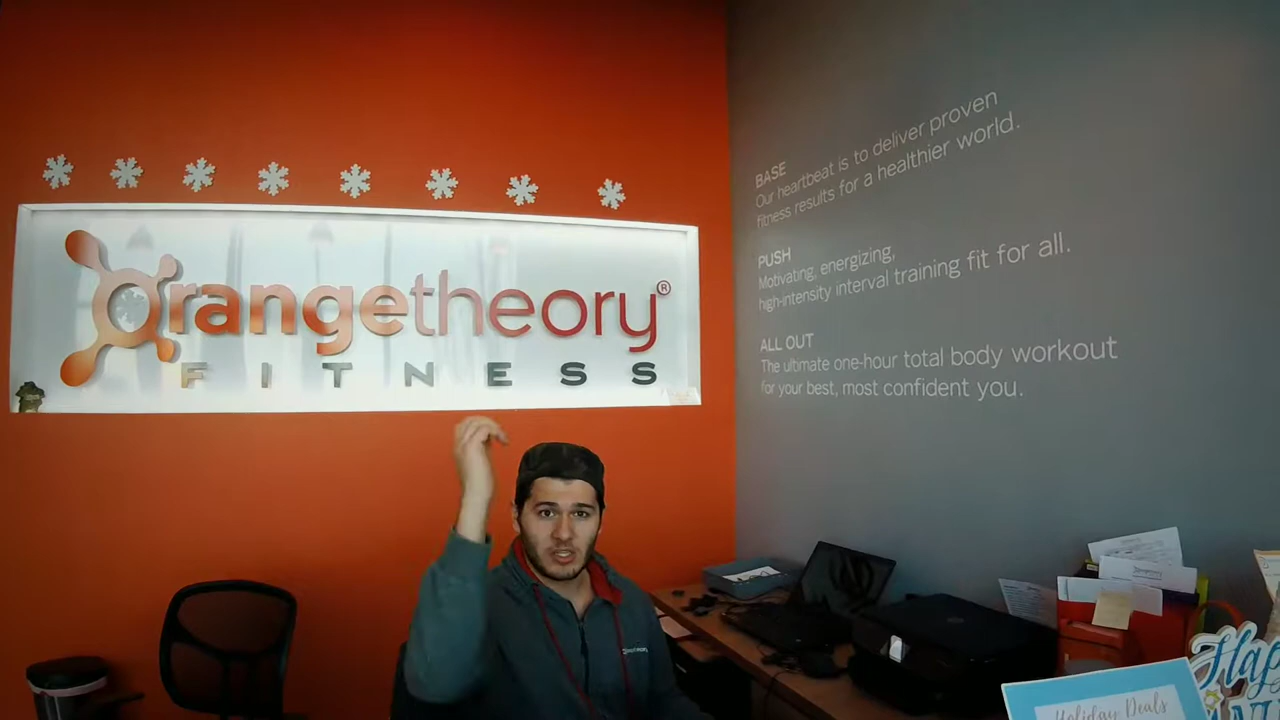 Orangetheory®
FITNESS
BASE
Our heartbeat is to deliver proven
fitness results for a healthier world.
PUSH
Motivating, energizing,
high-intensity interval training fit for all.
ALL OUT
The ultimate one-hour total body workout
for your best, most confident you.
Holiday Deals